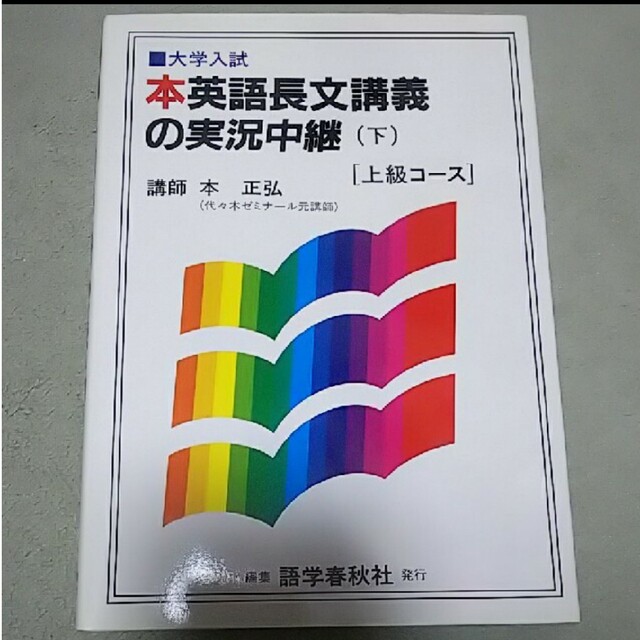 ■大学入試
本英語長文講義
の実況中継（下）
［上級コース］
講師 本 正弘
（代々木ゼミナール元講師）
編集 語学春秋社 発行